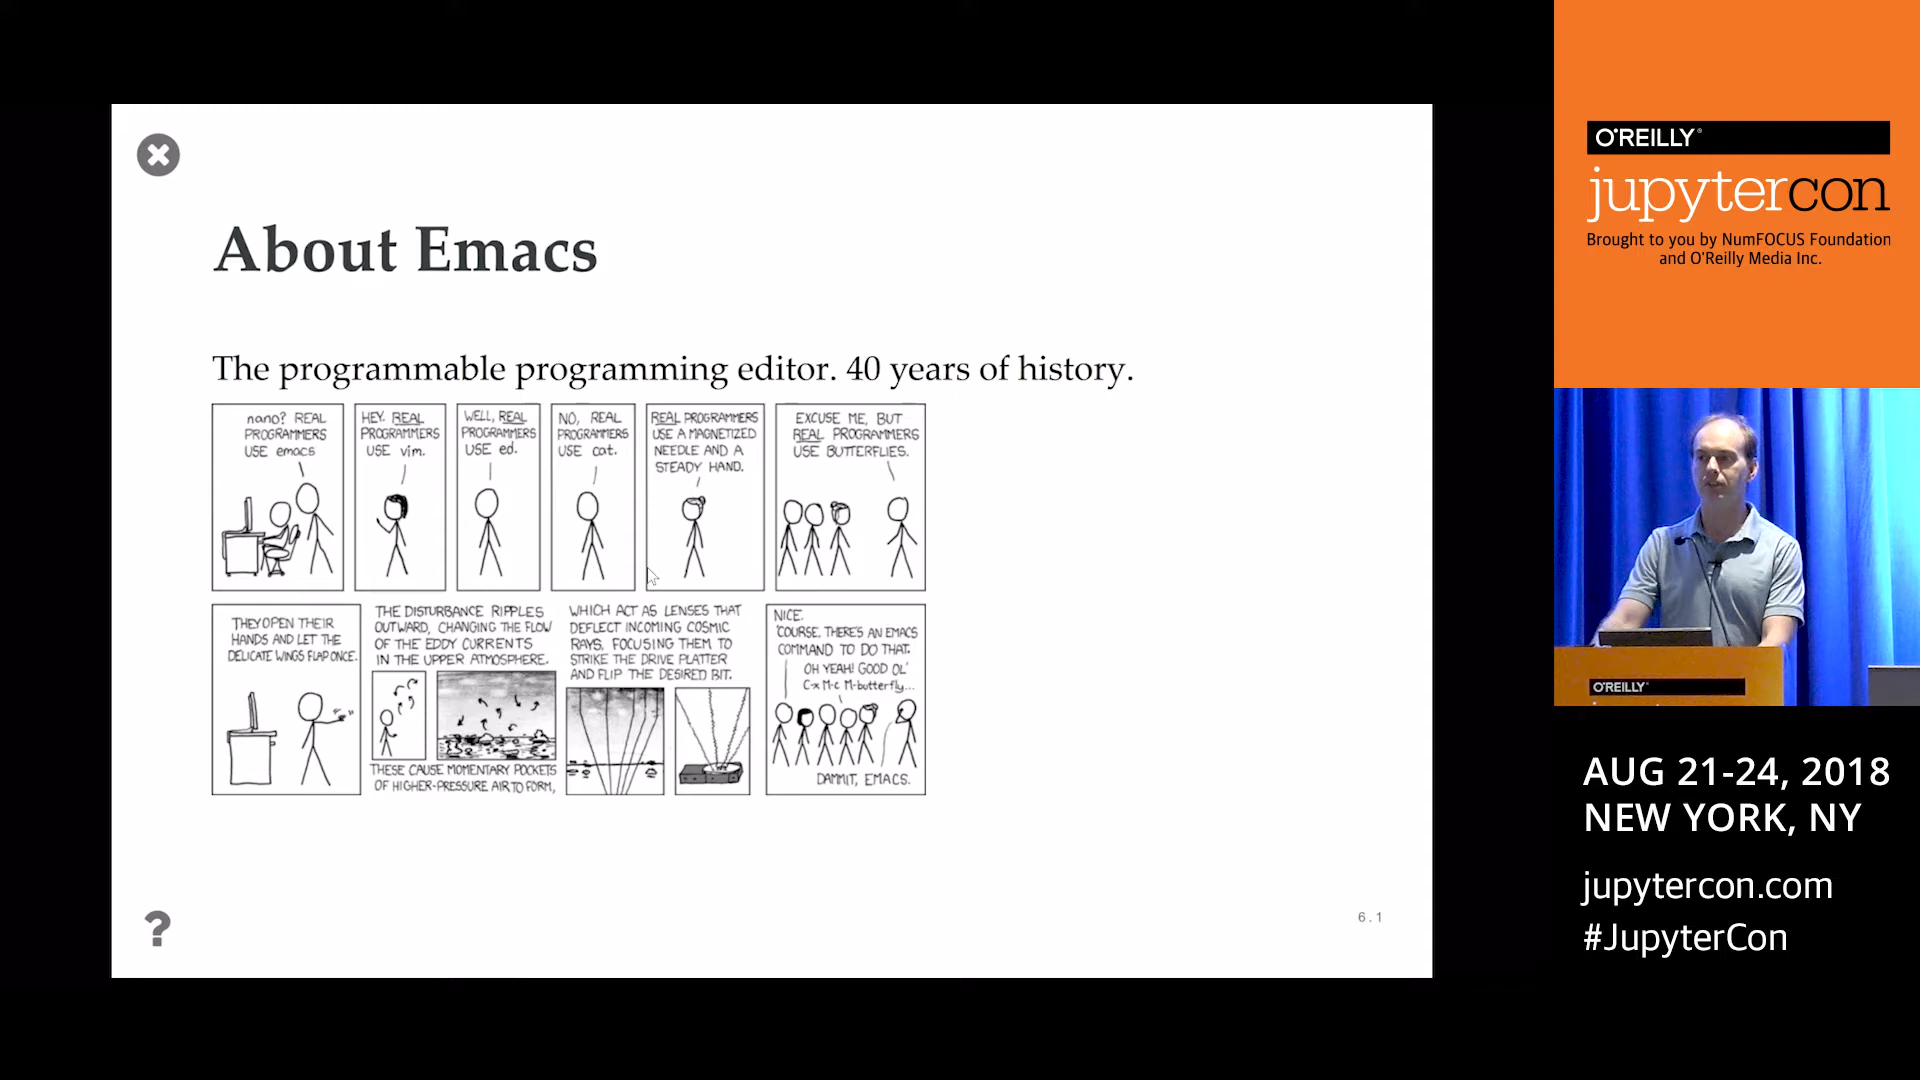 About Emacs
The programmable programming editor. 40 years of history.
nano? REAL
PROGRAMMERS
USE emacs
HEY. REAL
PROGRAMMERS
USE vim.
WELL, REAL
PROGRAMMERS
USE ed.
NO, REAL
PROGRAMMERS
USE cat.
REAL PROGRAMMERS
USE A MAGNETIZED
NEEDLE AND A
STEADY HAND.
EXCUSE ME, BUT
REAL PROGRAMMERS
USE BUTTERFLIES.
THEY OPEN THEIR
HANDS AND LET THE
DELICATE WINGS FLAP ONCE.
THE DISTURBANCE RIPPLES
OUTWARD, CHANGING THE FLOW
OF THE EDDY CURRENTS
IN THE UPPER ATMOSPHERE.
THESE CAUSE MOMENTARY POCKETS
OF HIGHER-PRESSURE AIR TO FORM,
WHICH ACT AS LENSES THAT
DEFLECT INCOMING COSMIC
RAYS, FOCUSING THEM TO
STRIKE THE DRIVE PLATTER
AND FLIP THE DESIRED BIT.
NICE.
'COURSE, THERE'S AN EMACS
COMMAND TO DO THAT.
OH YEAH! GOOD OL'
C-x M-c M-butterfly...
DAMMIT, EMACS.
?
6.1
O'REILLY®
jupytercon
Brought to you by NumFOCUS Foundation
and O'Reilly Media Inc.
O'REILLY
AUG 21-24, 2018
NEW YORK, NY
jupytercon.com
#JupyterCon